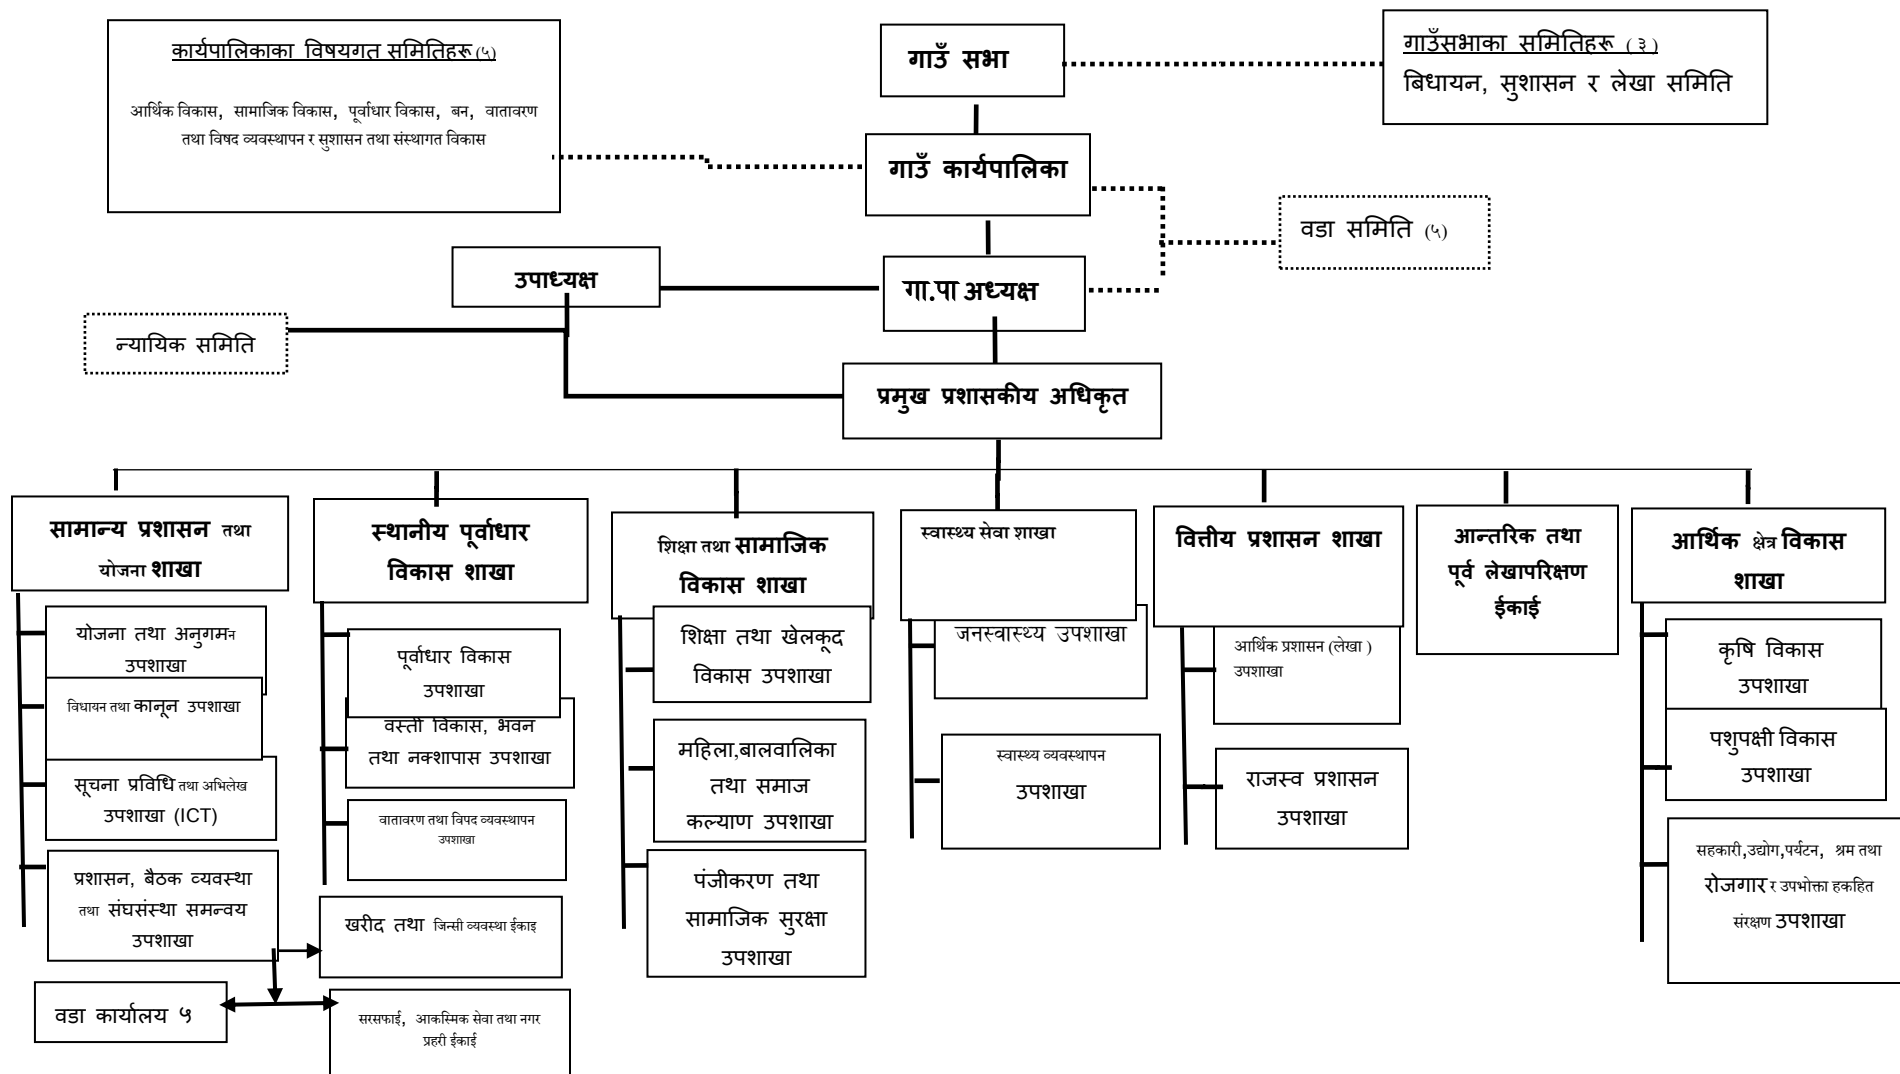 कार्यपालिकाका विषयगत समितिहरू (५)
आर्थिक विकास, सामाजिक विकास, पूर्वाधार विकास, बन, वातावरण
तथा विषद व्यवस्थापन र सुशासन तथा संस्थागत विकास
गाउँ सभा
गाउँसभाका समितिहरू (३)
बिधायन, सुशासन र लेखा समिति
गाउँ कार्यपालिका
वडा समिति (५)
उपाध्यक्ष
गा.पा अध्यक्ष
न्यायिक समिति
प्रमुख प्रशासकीय अधिकृत
सामान्य प्रशासन तथा
योजना शाखा
योजना तथा अनुगमन
उपशाखा
विधायन तथा कानून उपशाखा
सूचना प्रविधि तथा अभिलेख
उपशाखा (ICT)
प्रशासन, बैठक व्यवस्था
तथा संघसंस्था समन्वय
उपशाखा
वडा कार्यालय ५
स्थानीय पूर्वाधार
विकास शाखा
पूर्वाधार विकास
उपशाखा
वस्ती विकास, भवन
तथा नक्शापास उपशाखा
वातावरण तथा विपद व्यवस्थापन
उपशाखा
खरीद तथा जिन्सी व्यवस्था ईकाइ
सरसफाई, आकस्मिक सेवा तथा नगर
प्रहरी ईकाई
शिक्षा तथा सामाजिक
विकास शाखा
शिक्षा तथा खेलकूद
विकास उपशाखा
महिला,बालवालिका
तथा समाज
कल्याण उपशाखा
पंजीकरण तथा
सामाजिक सुरक्षा
उपशाखा
स्वास्थ्य सेवा शाखा
जनस्वास्थ्य उपशाखा
स्वास्थ्य व्यवस्थापन
उपशाखा
वित्तीय प्रशासन शाखा
आर्थिक प्रशासन (लेखा )
उपशाखा
राजस्व प्रशासन
उपशाखा
आन्तरिक तथा
पूर्व लेखापरिक्षण
ईकाई
आर्थिक क्षेत्र विकास
शाखा
कृषि विकास
उपशाखा
पशुपक्षी विकास
उपशाखा
सहकारी,उद्योग,पर्यटन, श्रम तथा
रोजगार र उपभोक्ता हकहित
संरक्षण उपशाखा